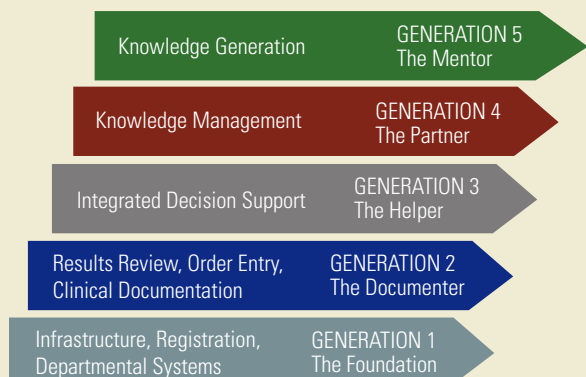 Knowledge Generation
GENERATION 5
The Mentor
Knowledge Management
GENERATION 4
The Partner
Integrated Decision Support
GENERATION 3
The Helper
Results Review, Order Entry,
Clinical Documentation
GENERATION 2
The Documenter
Infrastructure, Registration,
Departmental Systems
GENERATION 1
The Foundation